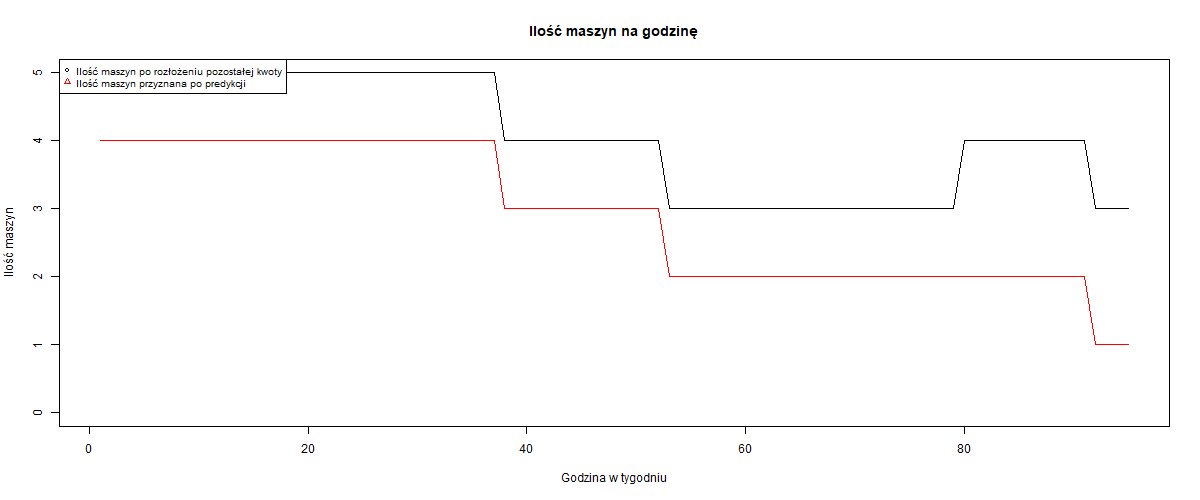 Ilość maszyn na godzinę
Ilość maszyn po rozłożeniu pozostałej kwoty
Ilość maszyn przyznana po predykcji
Ilość maszyn
5
4
3
2
1
0
0 20 40 60 80
Godzina w tygodniu